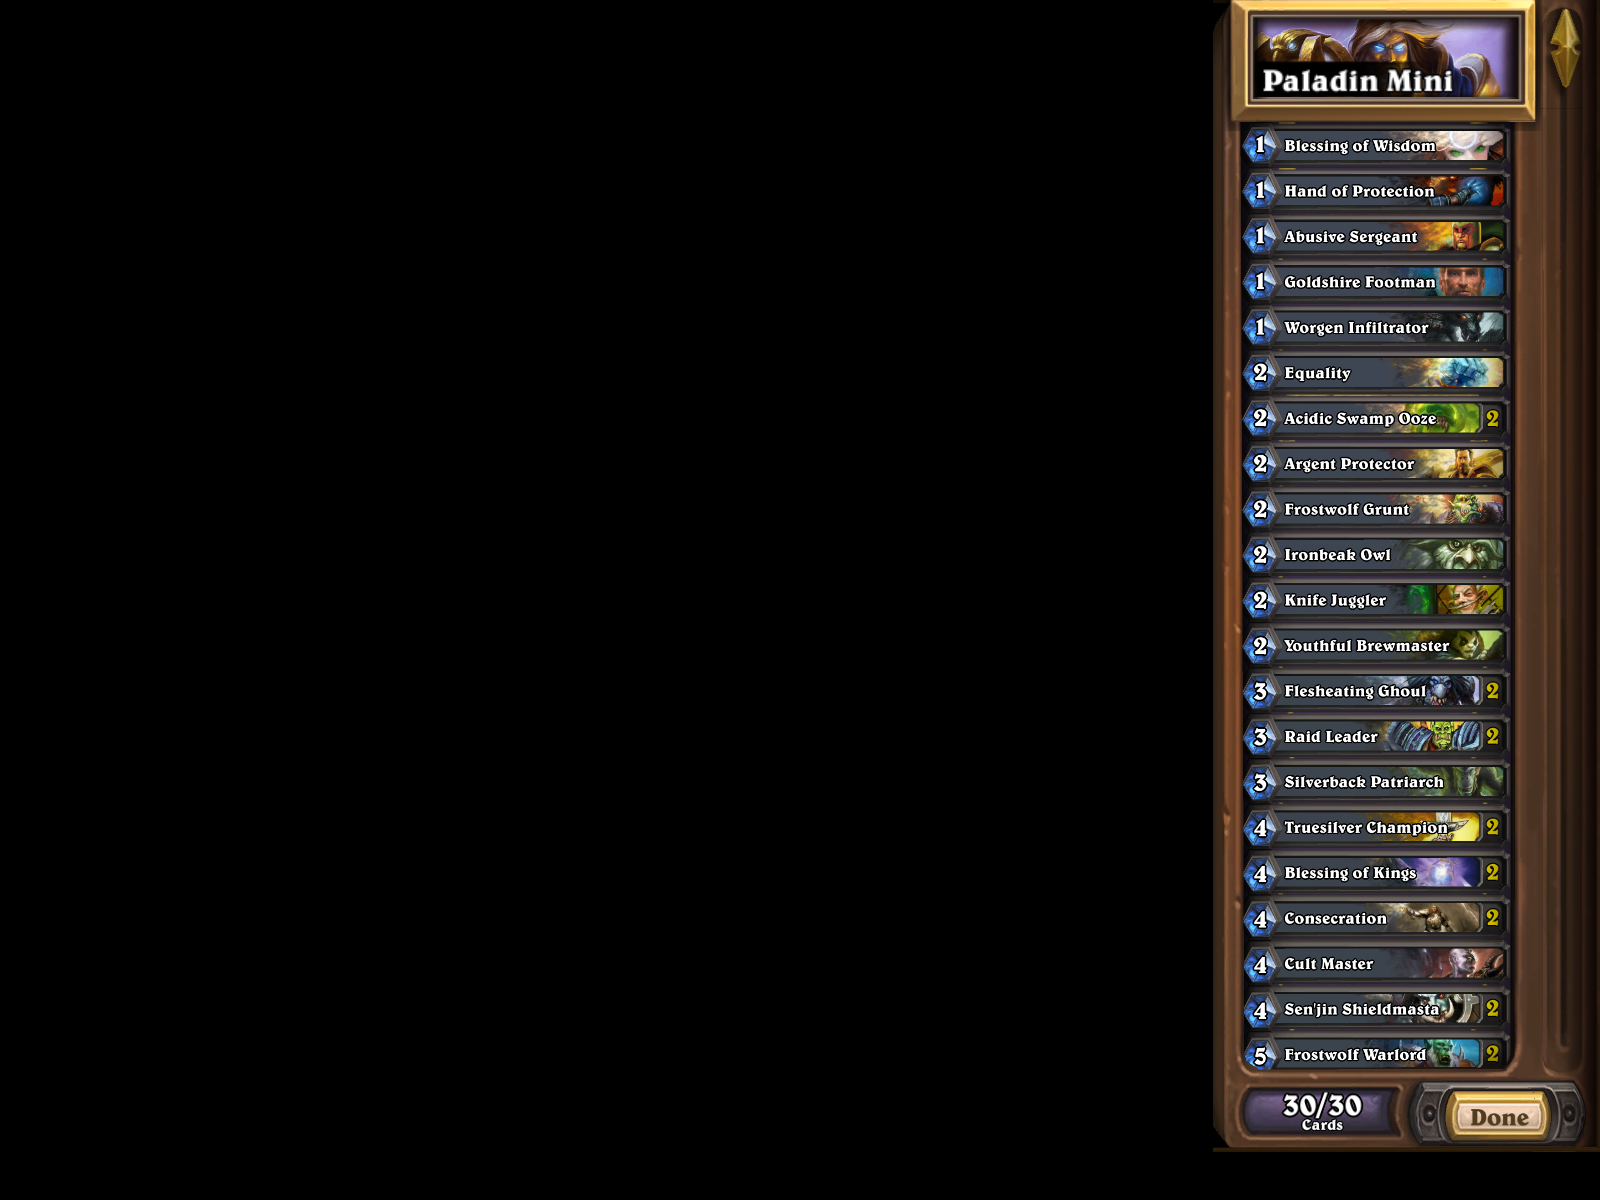 Paladin Mini
1 Blessing of Wisdom
1 Hand of Protection
1 Abusive Sergeant
1 Goldshire Footman
1 Worgen Infiltrator
2 Equality
2 Acidic Swamp Ooze 2
2 Argent Protector
2 Frostwolf Grunt
2 Ironbeak Owl
2 Knife Juggler
2 Youthful Brewmaster
3 Flesheating Ghoul 2
3 Raid Leader 2
3 Silverback Patriarch
4 Truesilver Champion 2
4 Blessing of Kings 2
4 Consecration 2
4 Cult Master
4 Sen'jin Shieldmasta 2
5 Frostwolf Warlord 2
30/30
Cards
Done